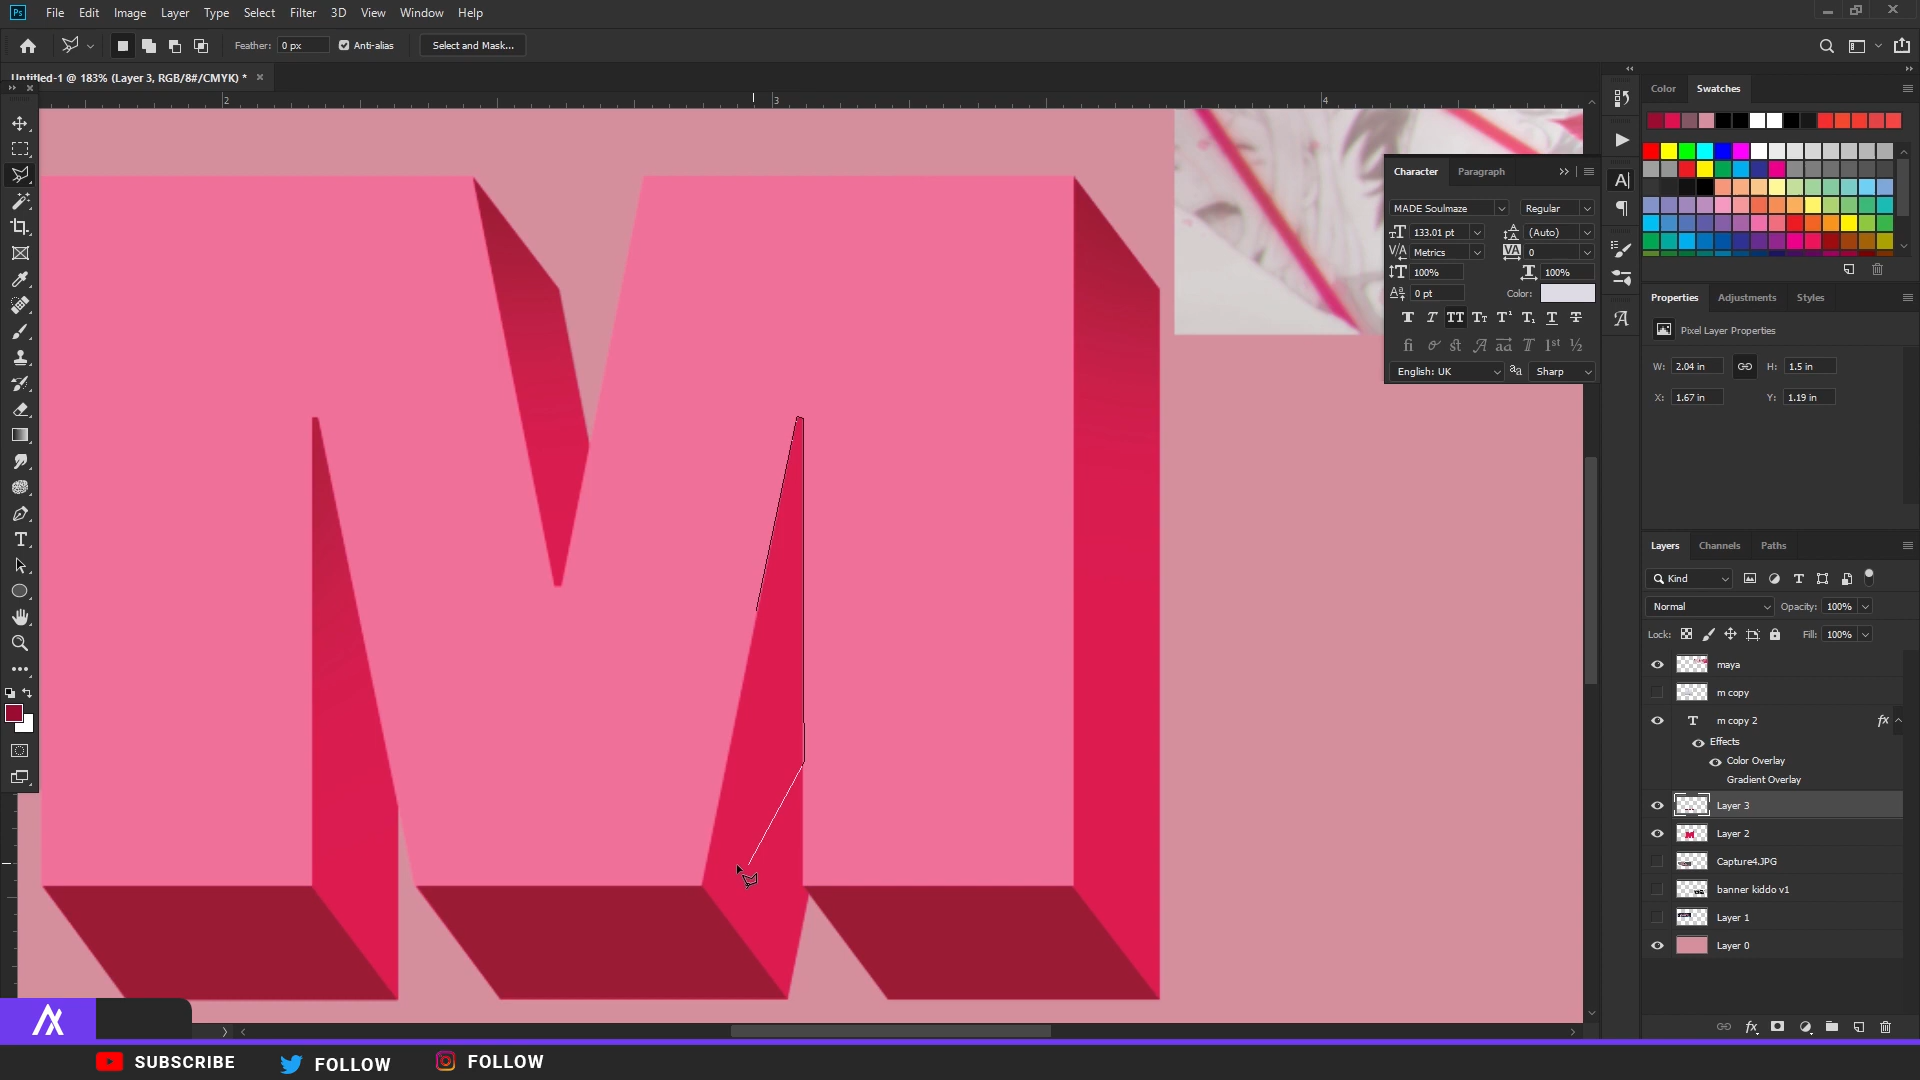 Ps File Edit Image Layer Type Select Filter 3D View Window Help
Feather: 0 px Anti-alias Select and Mask...
Untitled-1 @ 183% (Layer 3, RGB/8#/CMYK) *
2 3 4
Color Swatches
Character Paragraph
MADE Soulmaze Regular
133.01 pt (Auto)
Metrics 0
100% 100%
0 pt Color:
English: UK Sharp
Properties Adjustments Styles
Pixel Layer Properties
W: 2.04 in H: 1.5 in
X: 1.67 in Y: 1.19 in
Layers Channels Paths
Kind
Normal Opacity: 100%
Lock: Fill: 100%
maya
m copy
m copy 2 fx
Effects
Color Overlay
Gradient Overlay
Layer 3
Layer 2
Capture4.JPG
banner kiddo v1
Layer 1
Layer 0
SUBSCRIBE FOLLOW FOLLOW